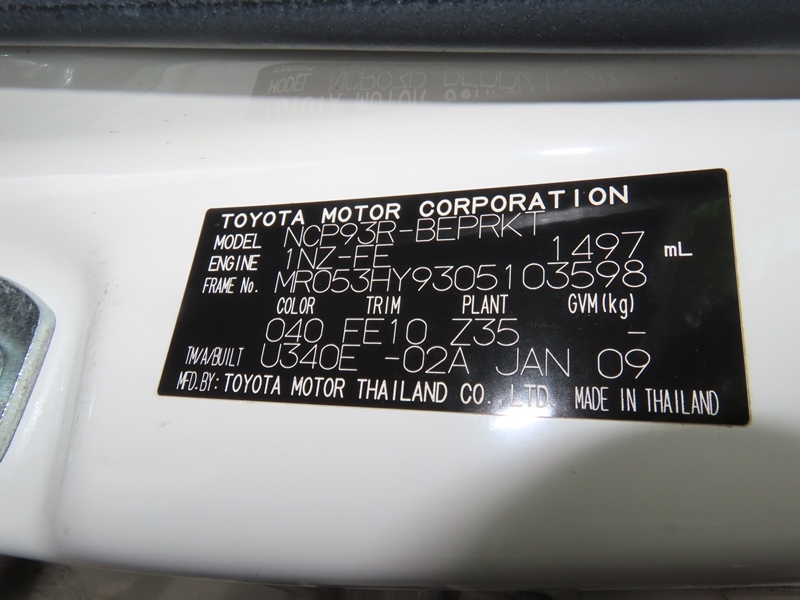 TOYOTA MOTOR CORPORATION
MODEL NCP93R-BEPRKT
ENGINE 1NZ-FE 1497 mL
FRAME No. MR053HY9305103598
COLOR TRIM PLANT GVM(kg)
040 FE10 Z35 -
TM/A/BUILT U340E -02A JAN 09
MFD.BY: TOYOTA MOTOR THAILAND CO., LTD. MADE IN THAILAND